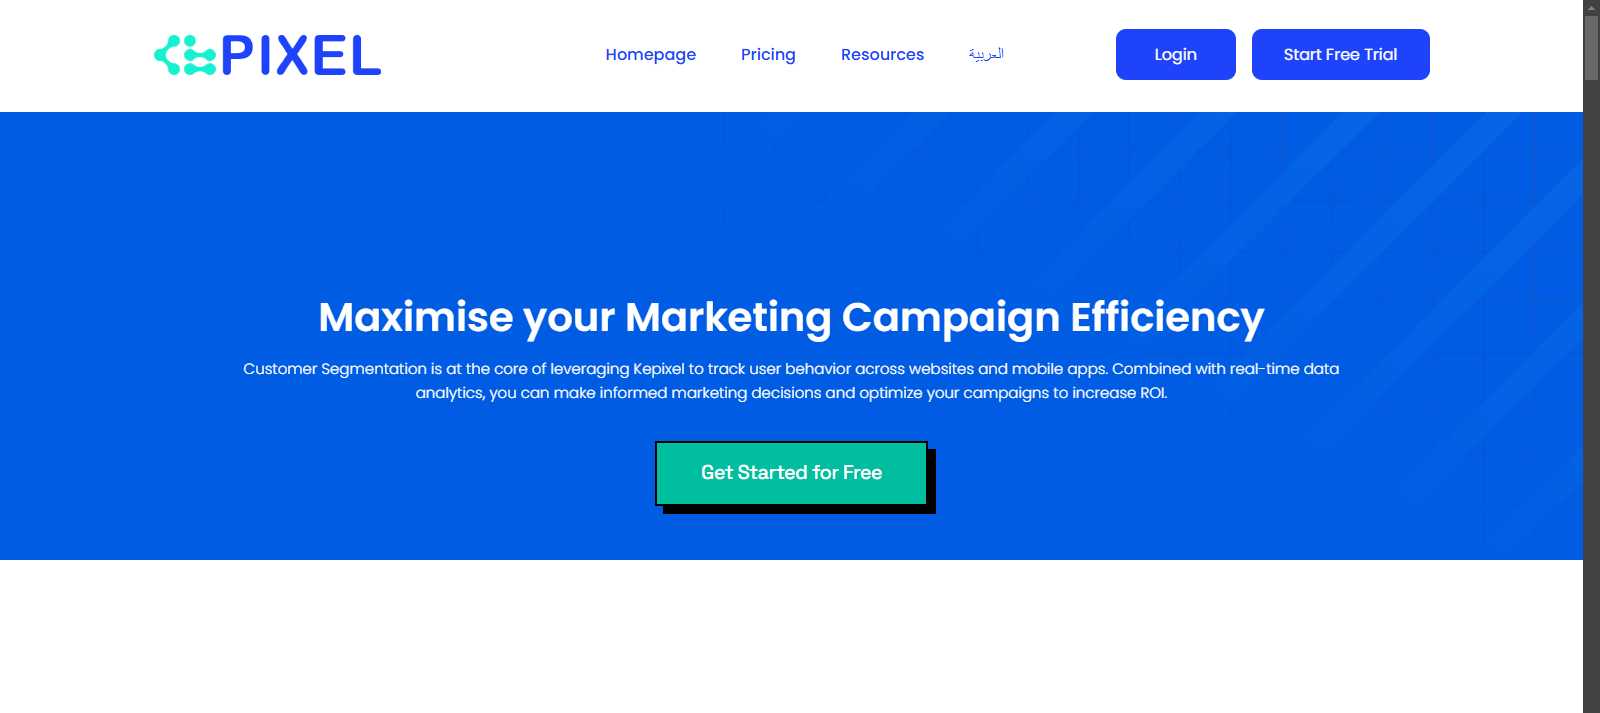 KEPIXEL
Homepage
Pricing
Resources
العربية
Login
Start Free Trial
Maximise your Marketing Campaign Efficiency
Customer Segmentation is at the core of leveraging Kepixel to track user behavior across websites and mobile apps. Combined with real-time data
analytics, you can make informed marketing decisions and optimize your campaigns to increase ROI.
Get Started for Free